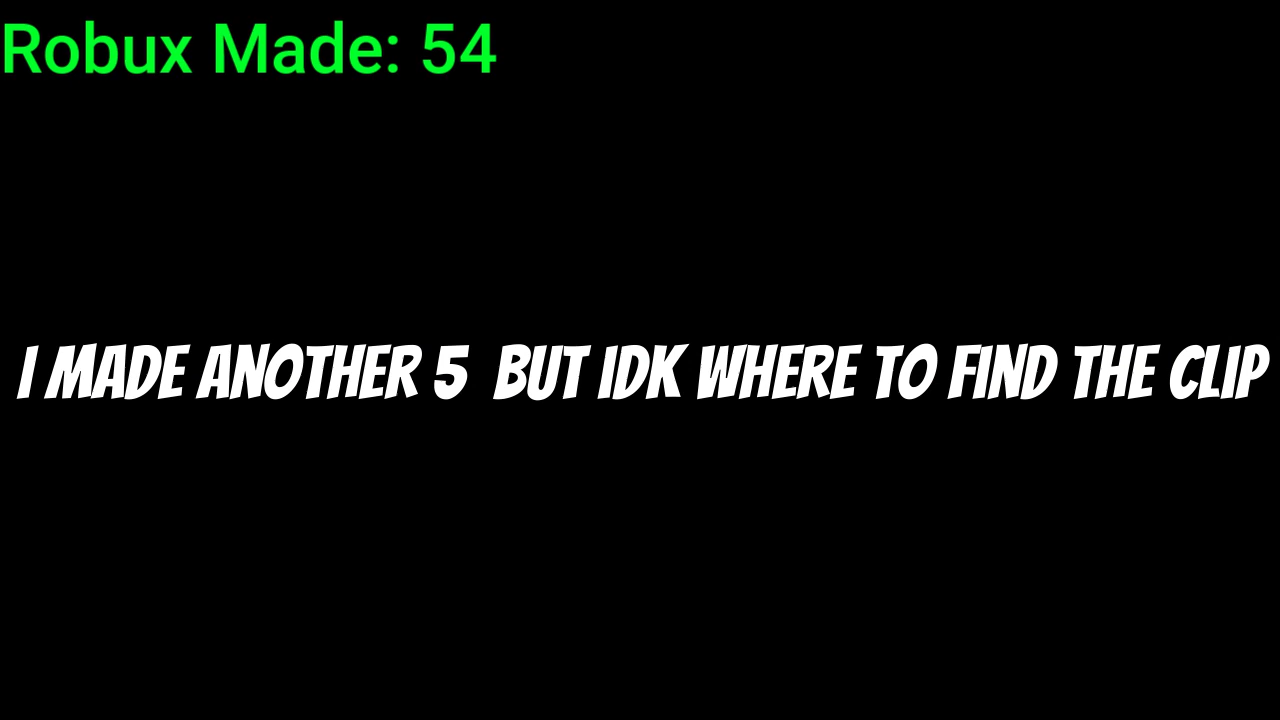 Robux Made: 54
I MADE ANOTHER 5 BUT IDK WHERE TO FIND THE CLIP